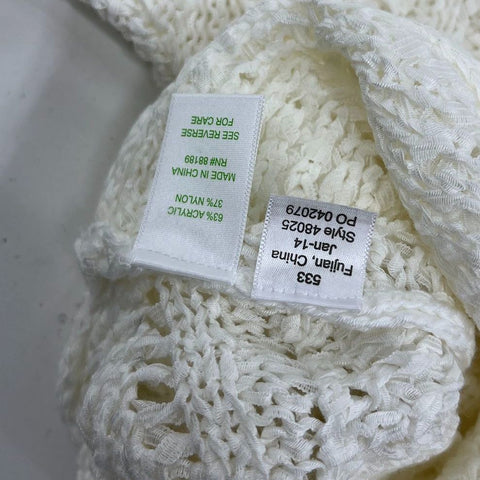 63% ACRYLIC
37% NYLON
MADE IN CHINA
RN# 88189
SEE REVERSE
FOR CARE
533
Fujian, China
Jan-14
Style 48025
PO 042079